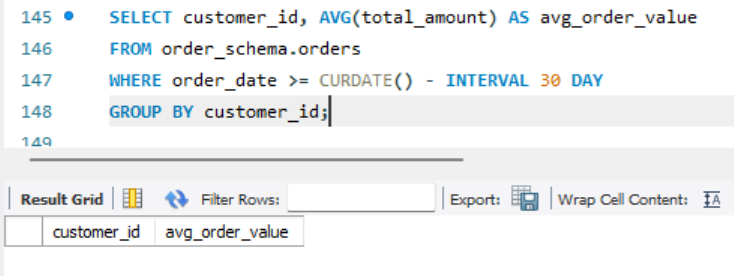 145 SELECT customer_id, AVG(total_amount) AS avg_order_value
146 FROM order_schema.orders
147 WHERE order_date >= CURDATE() - INTERVAL 30 DAY
148 GROUP BY customer_id;
149
Result Grid Filter Rows: Export: Wrap Cell Content:
customer_id avg_order_value